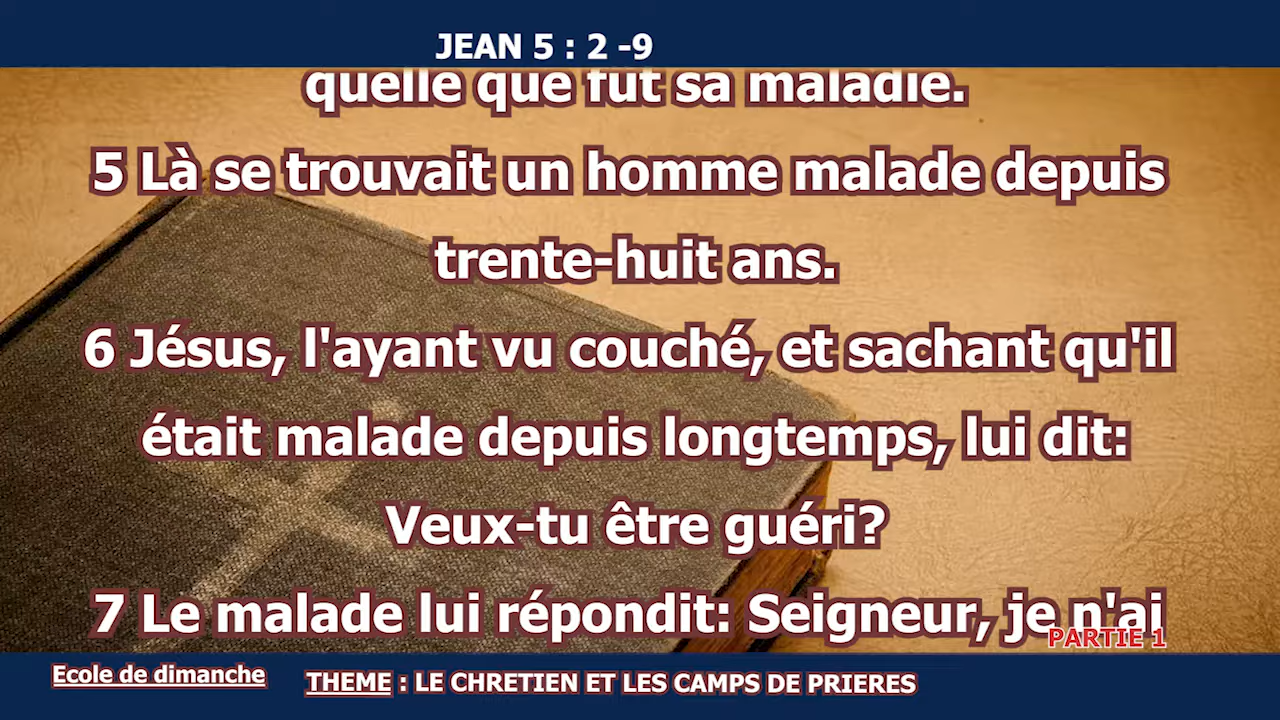 JEAN 5 : 2 -9
quelle que fut sa maladie.
5 Là se trouvait un homme malade depuis
trente-huit ans.
6 Jésus, l'ayant vu couché, et sachant qu'il
était malade depuis longtemps, lui dit:
Veux-tu être guéri?
7 Le malade lui répondit: Seigneur, je n'ai
PARTIE 1
Ecole de dimanche
THEME : LE CHRETIEN ET LES CAMPS DE PRIERES